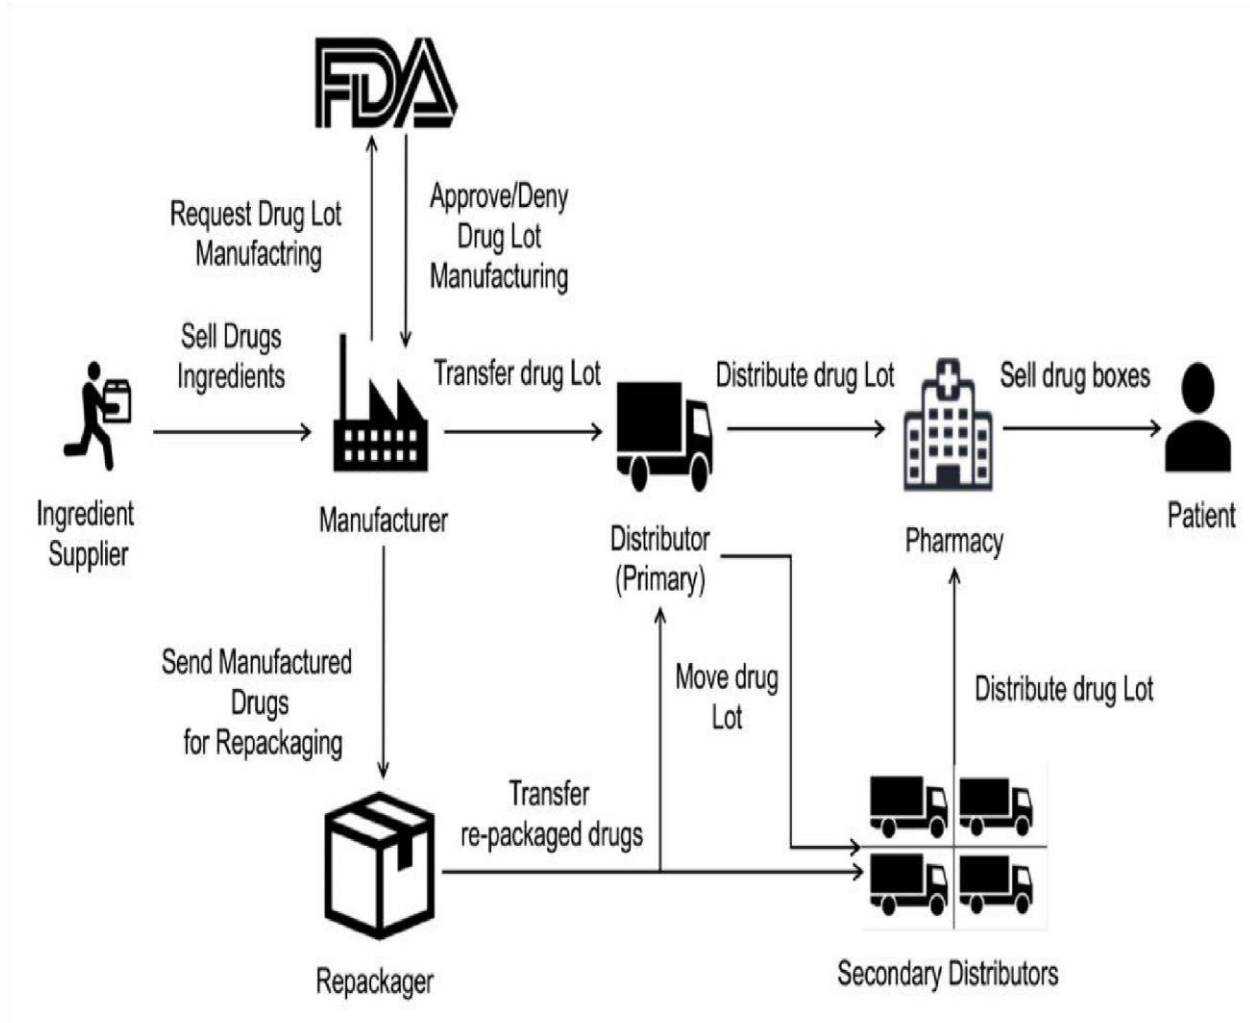 FDA
Request Drug Lot
Manufactring
Approve/Deny
Drug Lot
Manufacturing
Sell Drugs
Ingredients
Transfer drug Lot
Distribute drug Lot
Sell drug boxes
Ingredient
Supplier
Manufacturer
Distributor
(Primary)
Pharmacy
Patient
Send Manufactured
Drugs
for Repackaging
Move drug
Lot
Distribute drug Lot
Transfer
re-packaged drugs
Repackager
Secondary Distributors